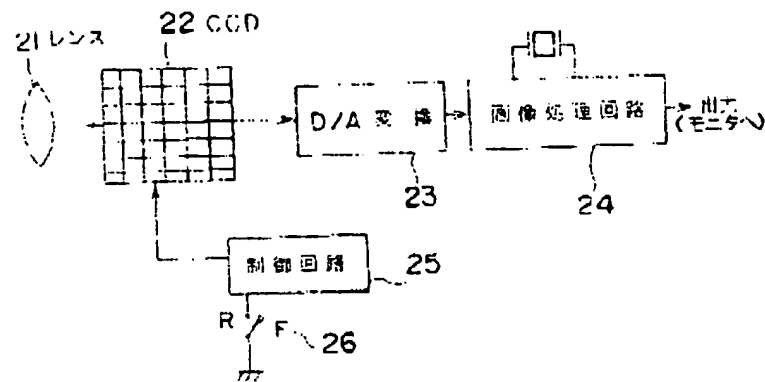 21 レンズ
22 CCD
D/A 変換
23
画像処理回路
24
出力
(モニターへ)
制御回路
25
R
F
26